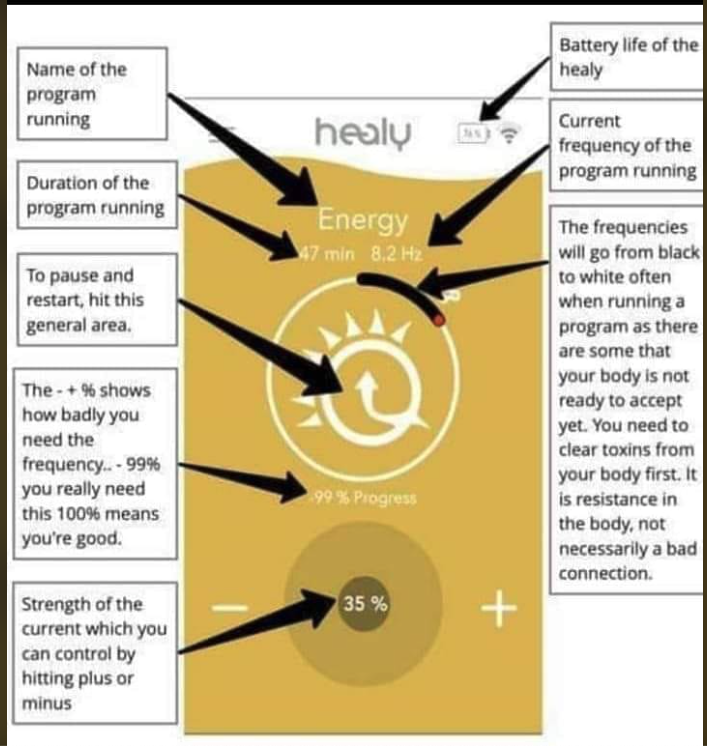 Name of the
program
running
Duration of the
program running
To pause and
restart, hit this
general area.
The - + % shows
how badly you
need the
frequency.. - 99%
you really need
this 100% means
you're good.
Strength of the
current which you
can control by
hitting plus or
minus
healy
Energy
47 min 8.2 Hz
-99 % Progress
35 %
Battery life of the
healy
Current
frequency of the
program running
The frequencies
will go from black
to white often
when running a
program as there
are some that
your body is not
ready to accept
yet. You need to
clear toxins from
your body first. It
is resistance in
the body, not
necessarily a bad
connection.